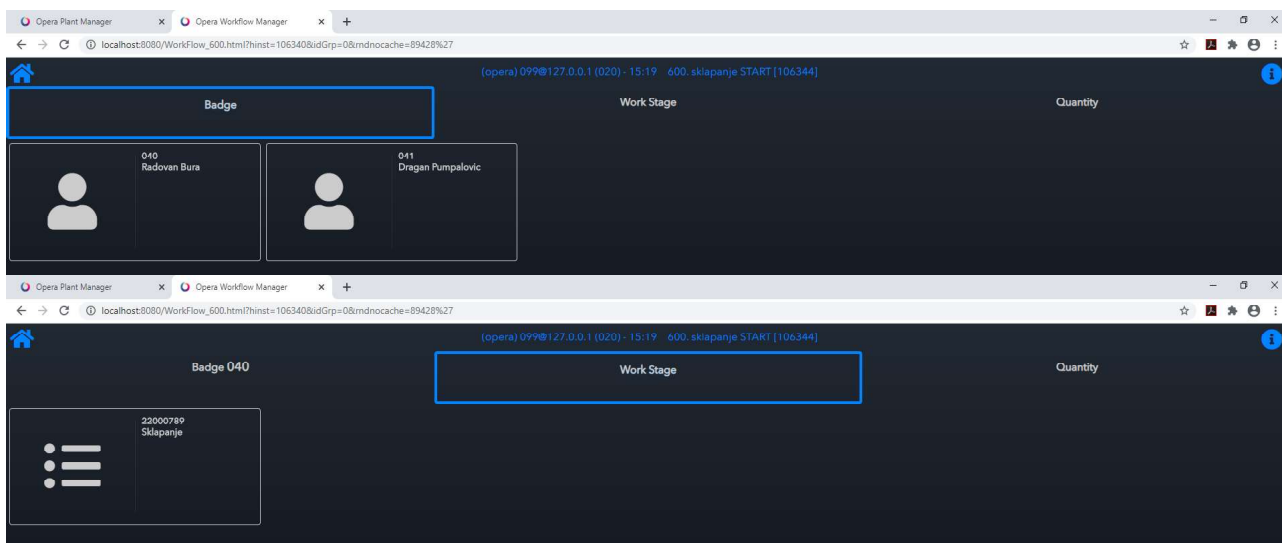 Opera Plant Manager
Opera Workflow Manager
localhost:8080/WorkFlow_600.html?hinst=106340&idGrp=0&rndnocache=89428%27
(opera) 099@127.0.0.1 (020) - 15:19 600. sklapanje START [106344]
Badge
Work Stage
Quantity
040
Radovan Bura
041
Dragan Pumpalovic
Opera Plant Manager
Opera Workflow Manager
localhost:8080/WorkFlow_600.html?hinst=106340&idGrp=0&rndnocache=89428%27
(opera) 099@127.0.0.1 (020) - 15:19 600. sklapanje START [106344]
Badge 040
Work Stage
Quantity
22000789
Sklapanje